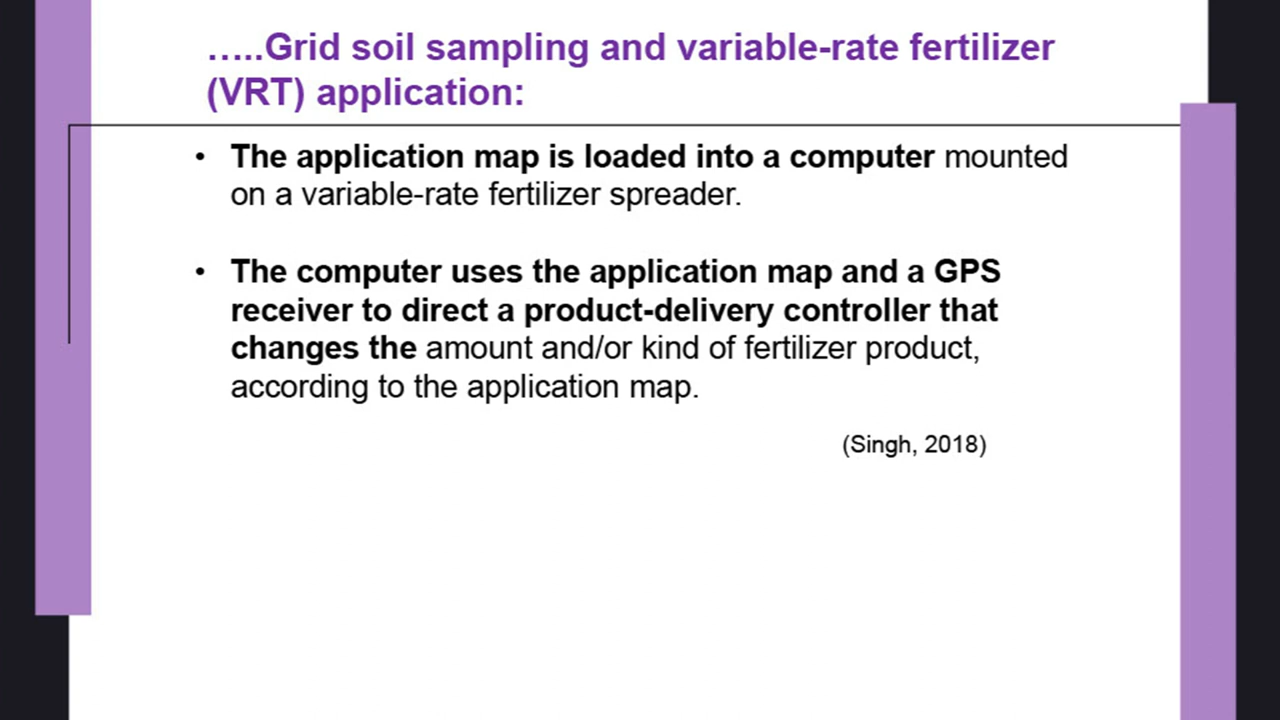 …..Grid soil sampling and variable-rate fertilizer
(VRT) application:
• The application map is loaded into a computer mounted
on a variable-rate fertilizer spreader.
• The computer uses the application map and a GPS
receiver to direct a product-delivery controller that
changes the amount and/or kind of fertilizer product,
according to the application map.
(Singh, 2018)